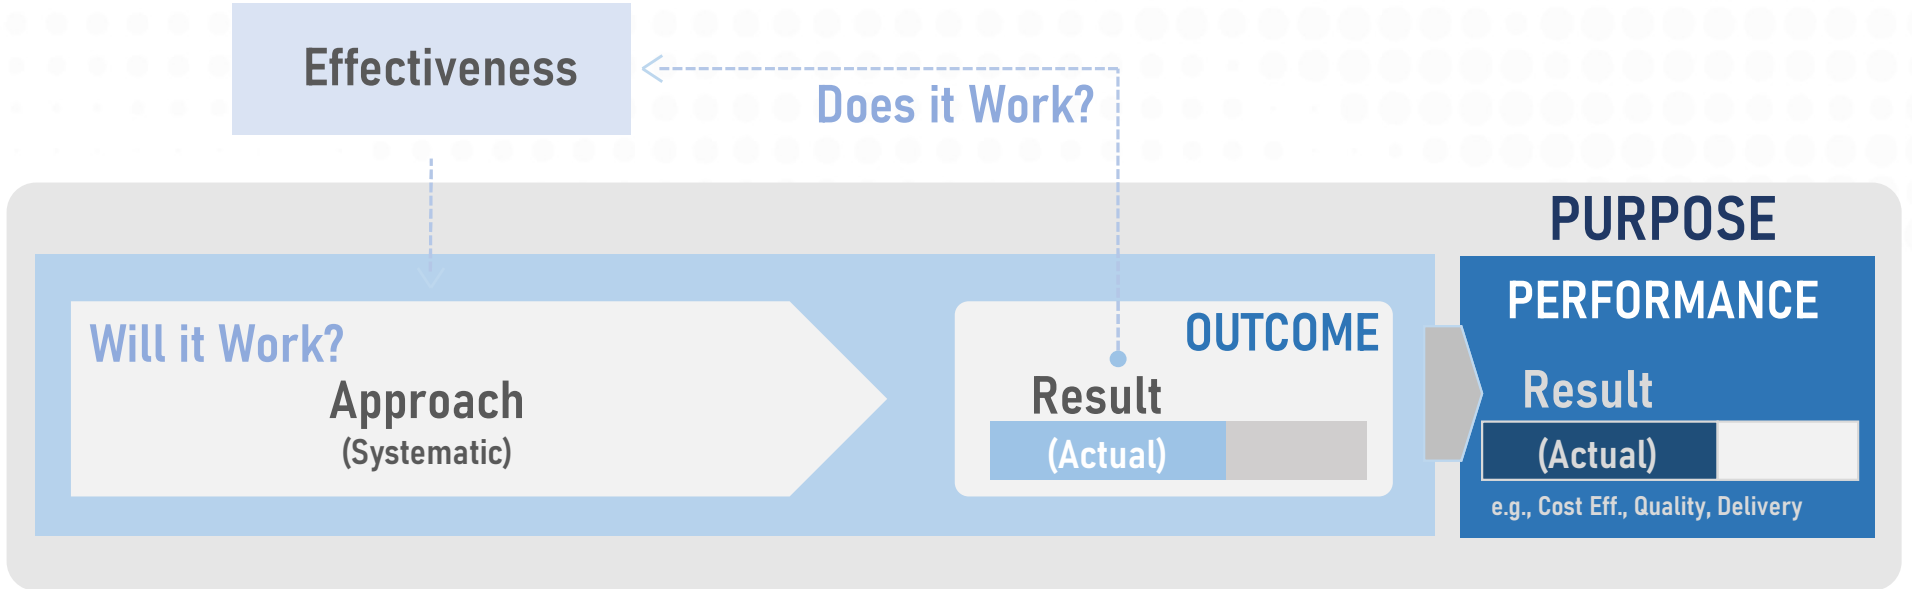 Effectiveness
Does it Work?
PURPOSE
Will it Work?
Approach
(Systematic)
OUTCOME
Result
(Actual)
PERFORMANCE
Result
(Actual)
e.g., Cost Eff., Quality, Delivery